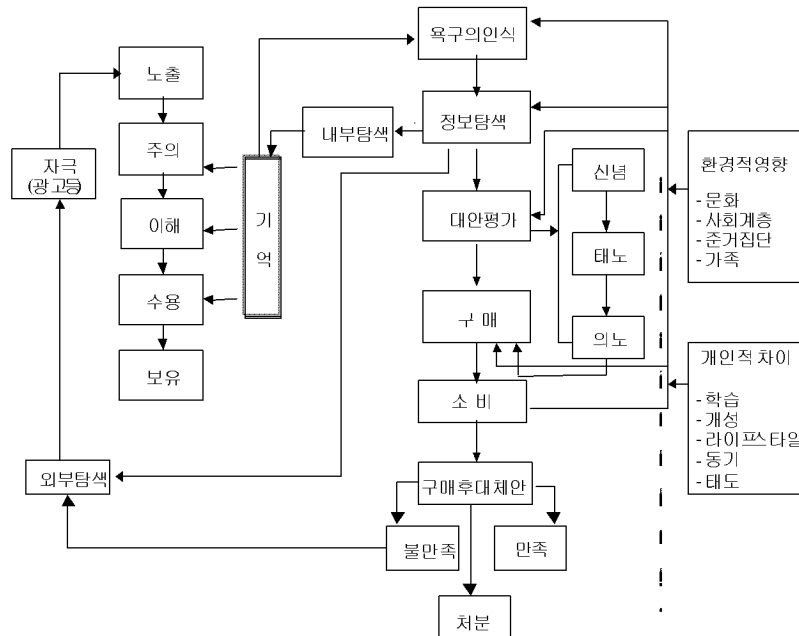 욕구의인식
노출
정보탐색
내부탐색
주의
자극
(광고등)
기
억
신념
환경적영향
- 문화
- 사회계층
- 준거집단
- 가족
이해
대안평가
태노
수용
구 매
의노
보유
개인적 차이
- 학습
- 개성
- 라이프스타일
- 동기
- 태도
소 비
외부탐색
구매후대체안
불만족
만족
처분